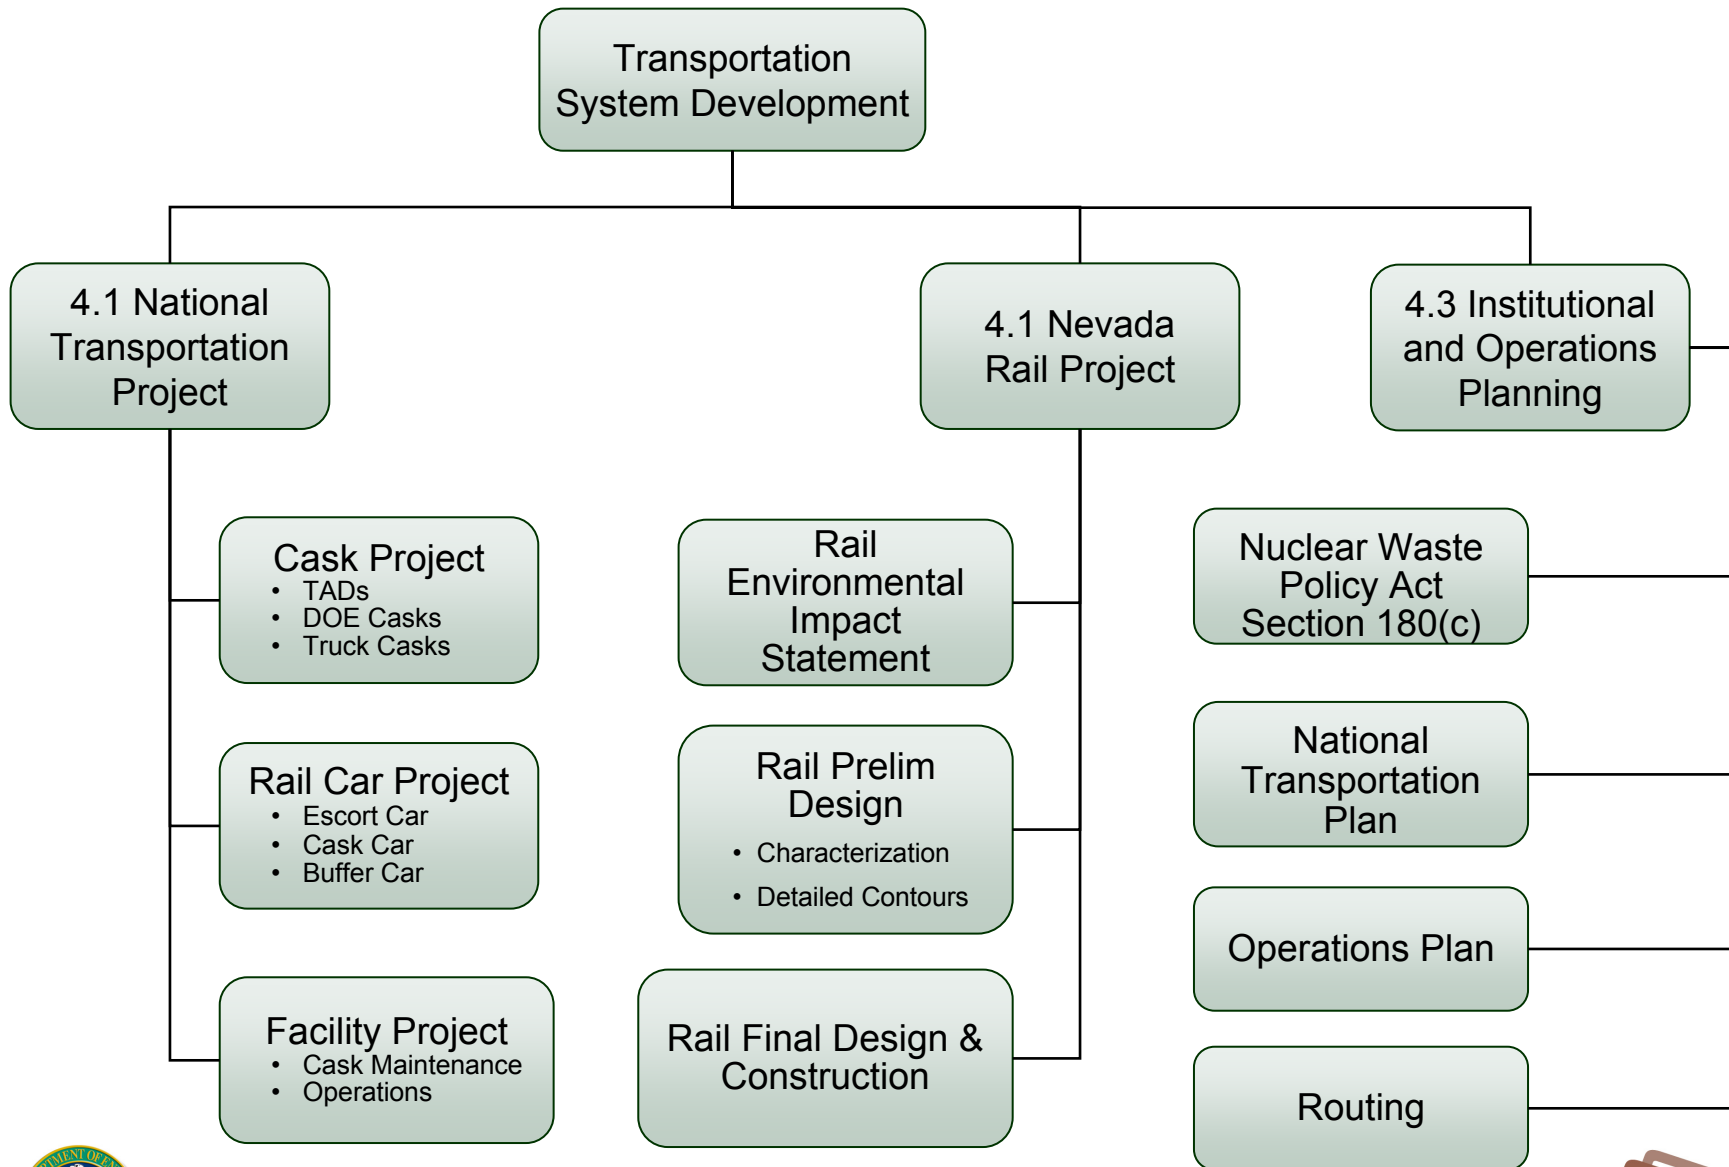 Transportation
System Development
4.1 National
Transportation
Project
4.1 Nevada
Rail Project
4.3 Institutional
and Operations
Planning
Cask Project
• TADs
• DOE Casks
• Truck Casks
Rail Car Project
• Escort Car
• Cask Car
• Buffer Car
Facility Project
• Cask Maintenance
• Operations
Rail
Environmental
Impact
Statement
Rail Prelim
Design
• Characterization
• Detailed Contours
Rail Final Design &
Construction
Nuclear Waste
Policy Act
Section 180(c)
National
Transportation
Plan
Operations Plan
Routing